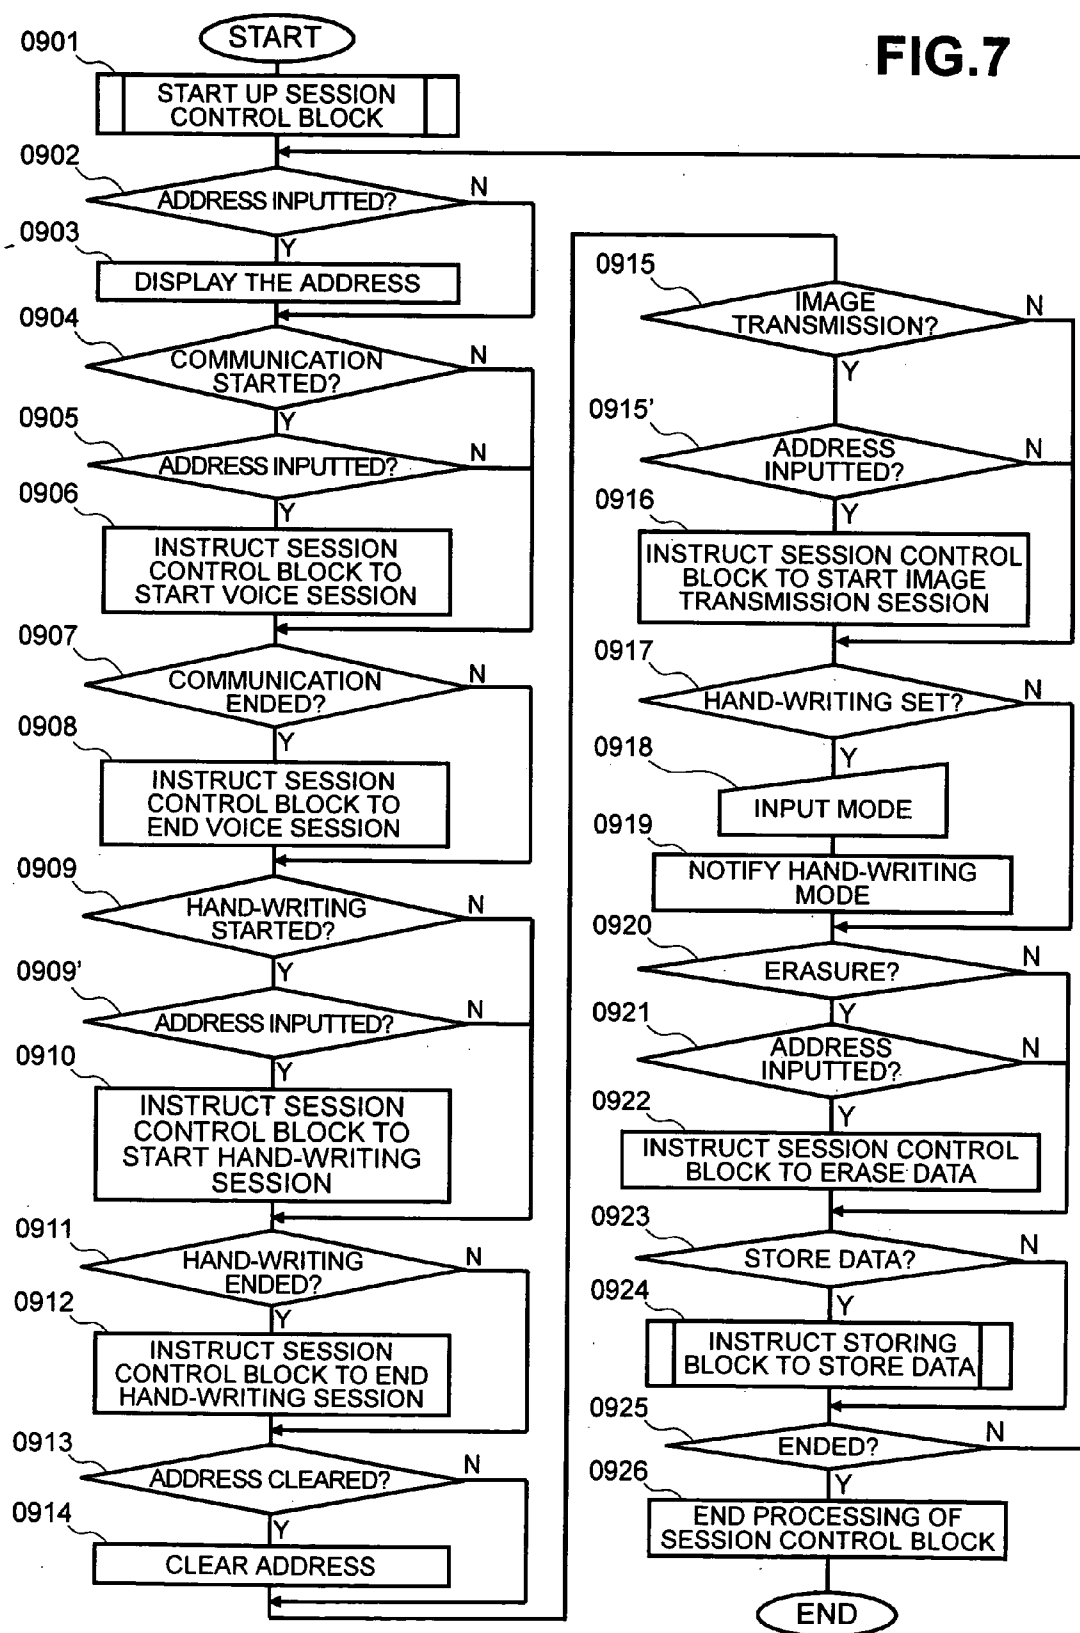 FIG.7
START
0901
START UP SESSION
CONTROL BLOCK
0902
ADDRESS INPUTTED?
N
Y
0903
DISPLAY THE ADDRESS
0904
COMMUNICATION
STARTED?
N
Y
0905
ADDRESS INPUTTED?
N
Y
0906
INSTRUCT SESSION
CONTROL BLOCK TO
START VOICE SESSION
0907
COMMUNICATION
ENDED?
N
Y
0908
INSTRUCT SESSION
CONTROL BLOCK TO
END VOICE SESSION
0909
HAND-WRITING
STARTED?
N
Y
0909'
ADDRESS INPUTTED?
N
Y
0910
INSTRUCT SESSION
CONTROL BLOCK TO
START HAND-WRITING
SESSION
0911
HAND-WRITING
ENDED?
N
Y
0912
INSTRUCT SESSION
CONTROL BLOCK TO END
HAND-WRITING SESSION
0913
ADDRESS CLEARED?
N
Y
0914
CLEAR ADDRESS
0915
IMAGE
TRANSMISSION?
N
Y
0915'
ADDRESS
INPUTTED?
N
Y
0916
INSTRUCT SESSION CONTROL
BLOCK TO START IMAGE
TRANSMISSION SESSION
0917
HAND-WRITING SET?
N
Y
0918
INPUT MODE
0919
NOTIFY HAND-WRITING
MODE
0920
ERASURE?
N
Y
0921
ADDRESS
INPUTTED?
N
Y
0922
INSTRUCT SESSION CONTROL
BLOCK TO ERASE DATA
0923
STORE DATA?
N
Y
0924
INSTRUCT STORING
BLOCK TO STORE DATA
0925
ENDED?
N
Y
0926
END PROCESSING OF
SESSION CONTROL BLOCK
END